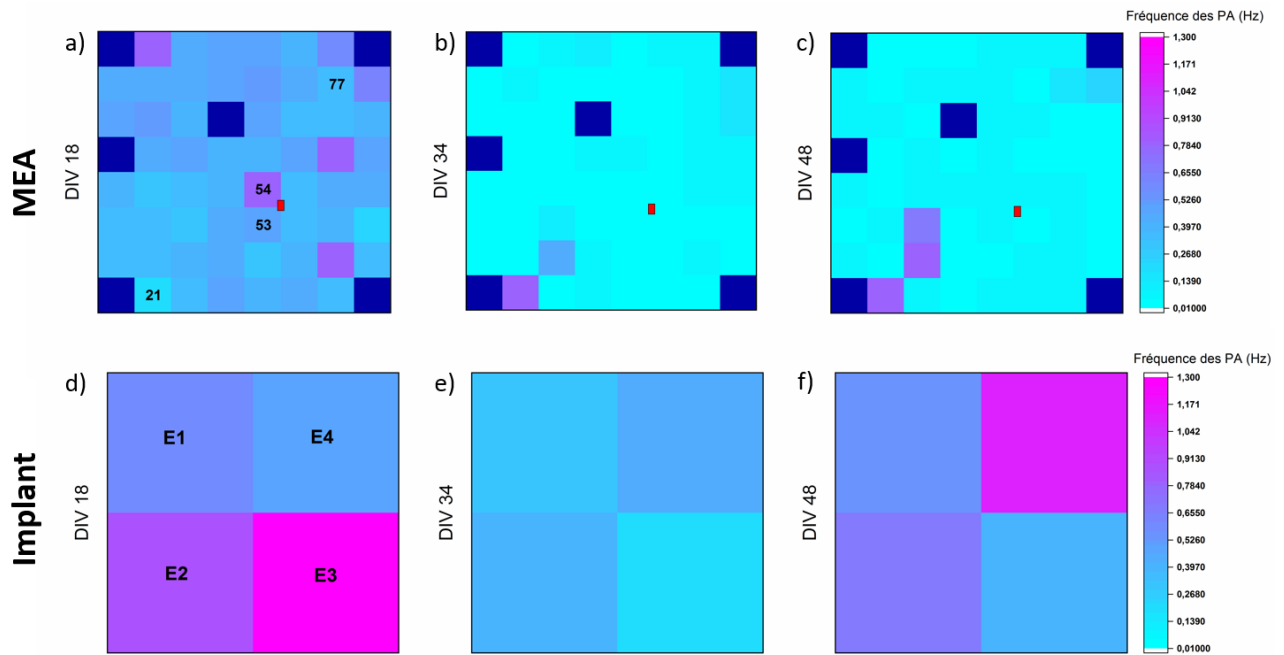 Fréquence des PA (Hz)
a)
b)
c)
MEA
DIV 18
77
54
53
21
DIV 34
DIV 48
1,300
1,171
1,042
0,9130
0,7840
0,6550
0,5260
0,3970
0,2680
0,1390
0,01000
Fréquence des PA (Hz)
d)
e)
f)
Implant
DIV 18
E1
E4
E2
E3
DIV 34
DIV 48
1,300
1,171
1,042
0,9130
0,7840
0,6550
0,5260
0,3970
0,2680
0,1390
0,01000